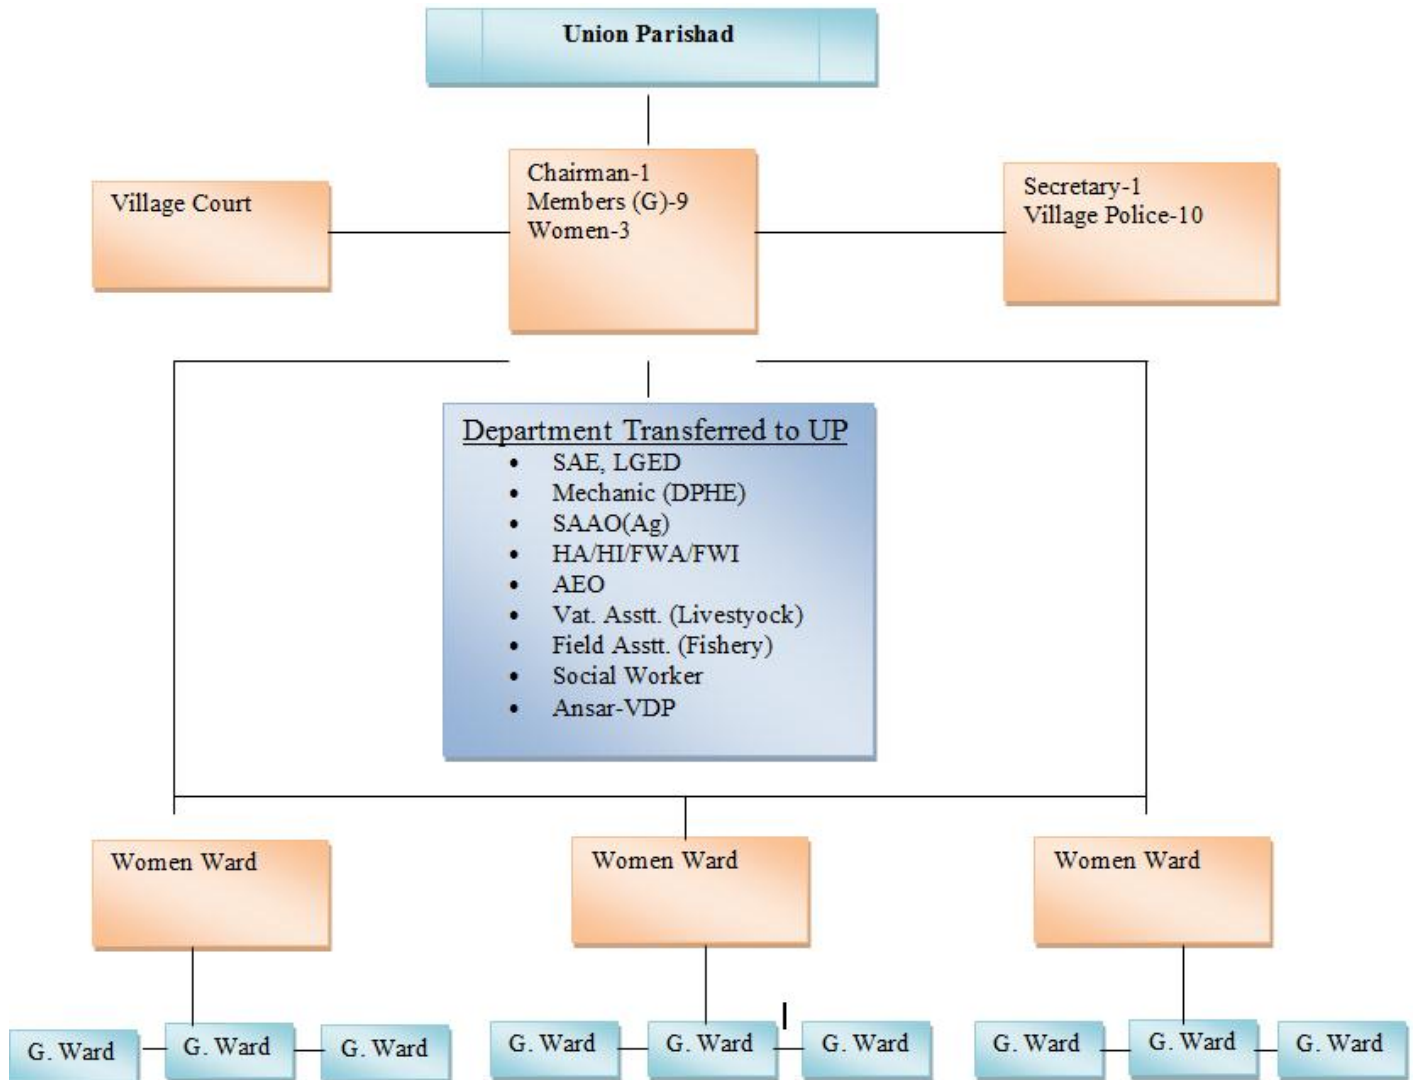 Union Parishad
Village Court
Chairman-1
Members (G)-9
Women-3
Secretary-1
Village Police-10
Department Transferred to UP
• SAE, LGED
• Mechanic (DPHE)
• SAAO(Ag)
• HA/HI/FWA/FWI
• AEO
• Vat. Asstt. (Livestyock)
• Field Asstt. (Fishery)
• Social Worker
• Ansar-VDP
Women Ward
Women Ward
Women Ward
G. Ward
G. Ward
G. Ward
G. Ward
G. Ward
G. Ward
G. Ward
G. Ward
G. Ward